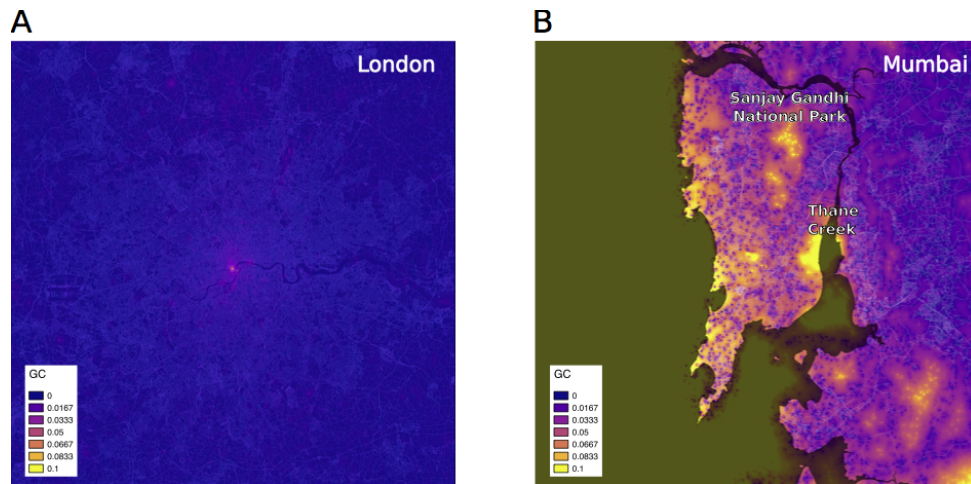 A
London
GC
0
0.0167
0.0333
0.05
0.0667
0.0833
0.1
B
Mumbai
Sanjay Gandhi
National Park
Thane
Creek
GC
0
0.0167
0.0333
0.05
0.0667
0.0833
0.1